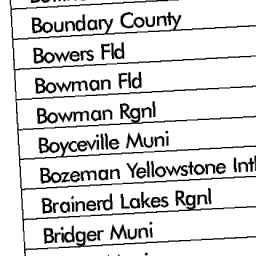 Boundary County
Bowers Fld
Bowman Fld
Bowman Rgnl
Boyceville Muni
Bozeman Yellowstone Intl
Brainerd Lakes Rgnl
Bridger Muni